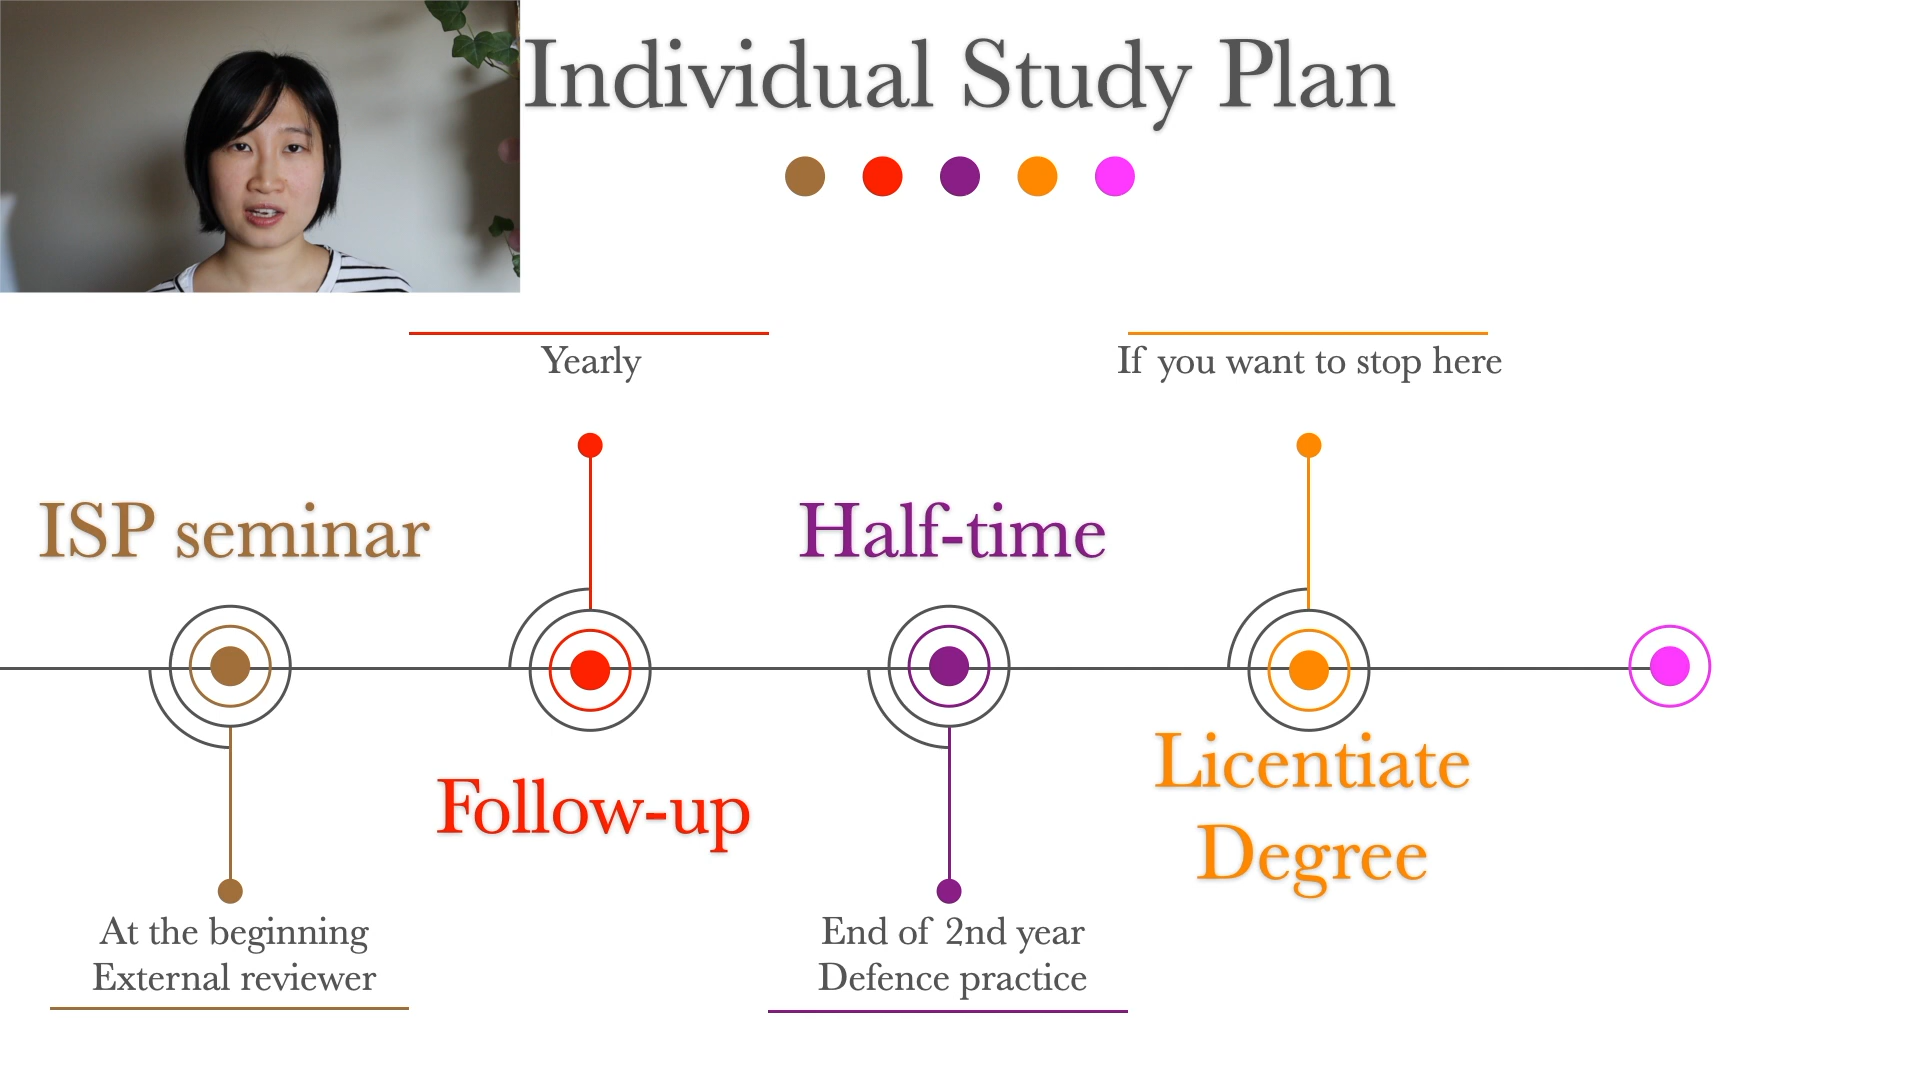 Individual Study Plan
Yearly
If you want to stop here
ISP seminar
Half-time
Follow-up
Licentiate
Degree
At the beginning
External reviewer
End of 2nd year
Defence practice